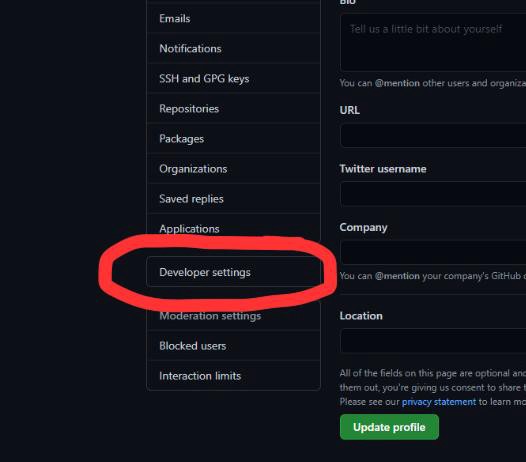 Emails
Notifications
SSH and GPG keys
Repositories
Packages
Organizations
Saved replies
Applications
Developer settings
Moderation settings
Blocked users
Interaction limits
Bio
Tell us a little bit about yourself
You can @mention other users and
URL
Twitter username
Company
You can @mention your company's GitHub
Location
All of the fields on this page are optional and
them out, you're giving us consent to share
Please see our privacy statement to learn
Update profile